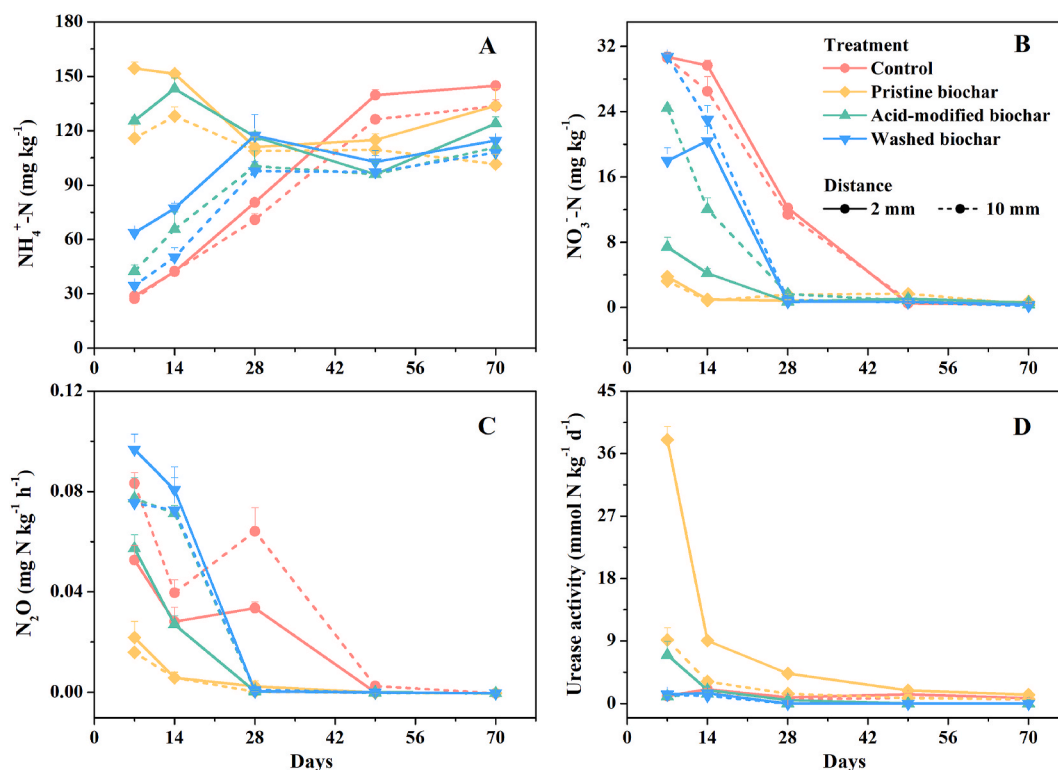 A
NH₄⁺-N (mg kg⁻¹)
180
150
120
90
60
30
0
0 14 28 42 56 70
B
NO₃⁻-N (mg kg⁻¹)
32
24
16
8
0
0 14 28 42 56 70
Treatment
Control
Pristine biochar
Acid-modified biochar
Washed biochar
Distance
2 mm 10 mm
C
N₂O (mg N kg⁻¹ h⁻¹)
0.12
0.08
0.04
0.00
0 14 28 42 56 70
Days
D
Urease activity (mmol N kg⁻¹ d⁻¹)
45
36
27
18
9
0
0 14 28 42 56 70
Days